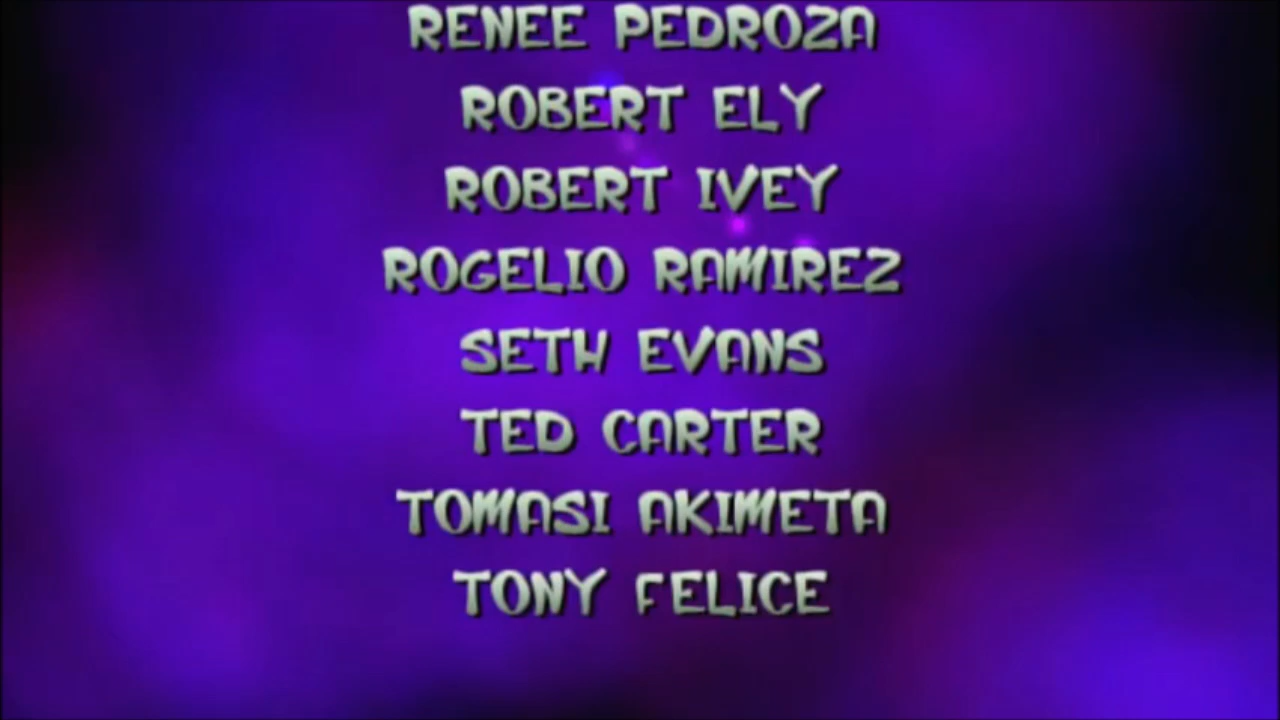 RENEE PEDROZA
ROBERT ELY
ROBERT IVEY
ROGELIO RAMIREZ
SETH EVANS
TED CARTER
TOMASI AKIMETA
TONY FELICE